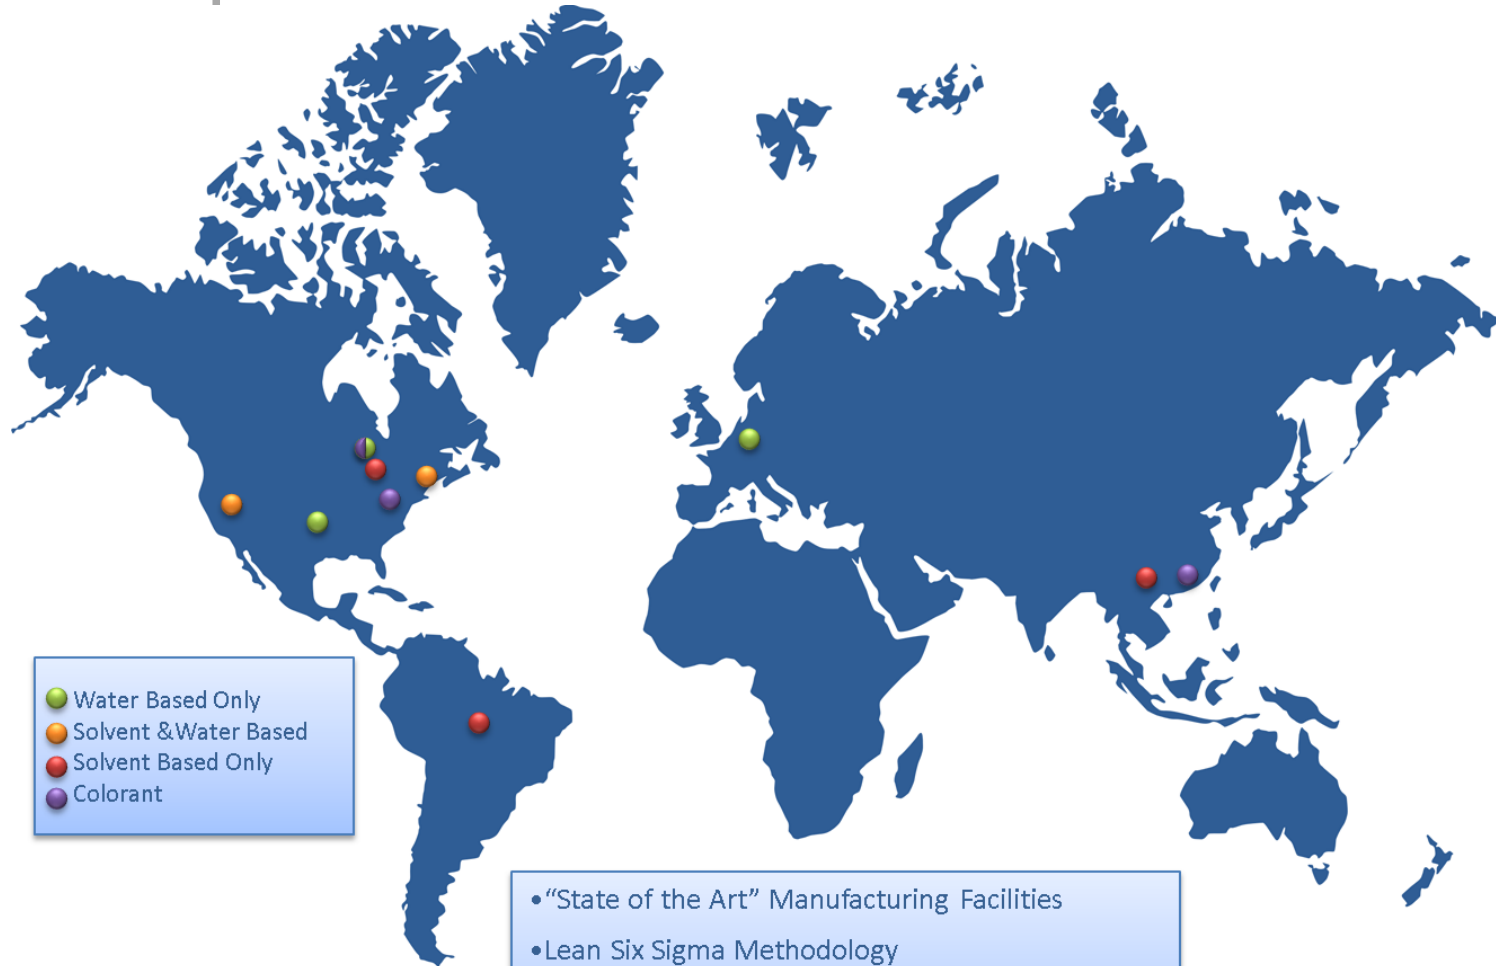 Water Based Only
Solvent &Water Based
Solvent Based Only
Colorant
•“State of the Art” Manufacturing Facilities
•Lean Six Sigma Methodology